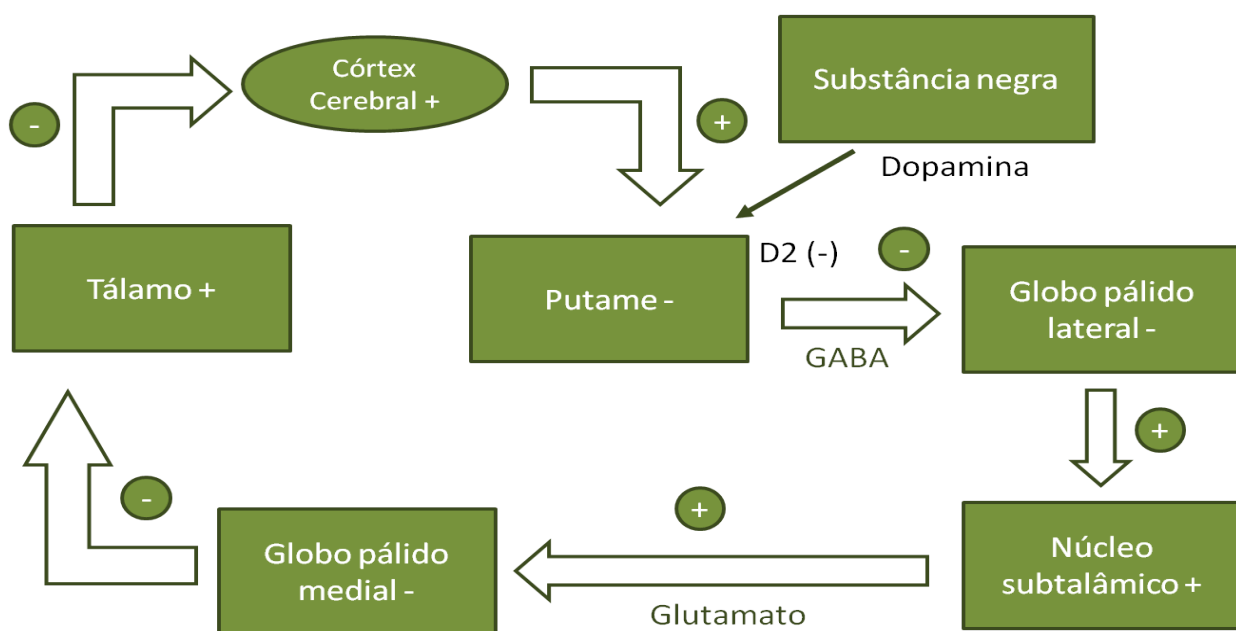 Córtex
Cerebral +
-
+
Substância negra
Dopamina
Tálamo +
Putame -
D2 (-)
-
GABA
Globo pálido
lateral -
+
Núcleo
subtalâmico +
+
Glutamato
Globo pálido
medial -
-